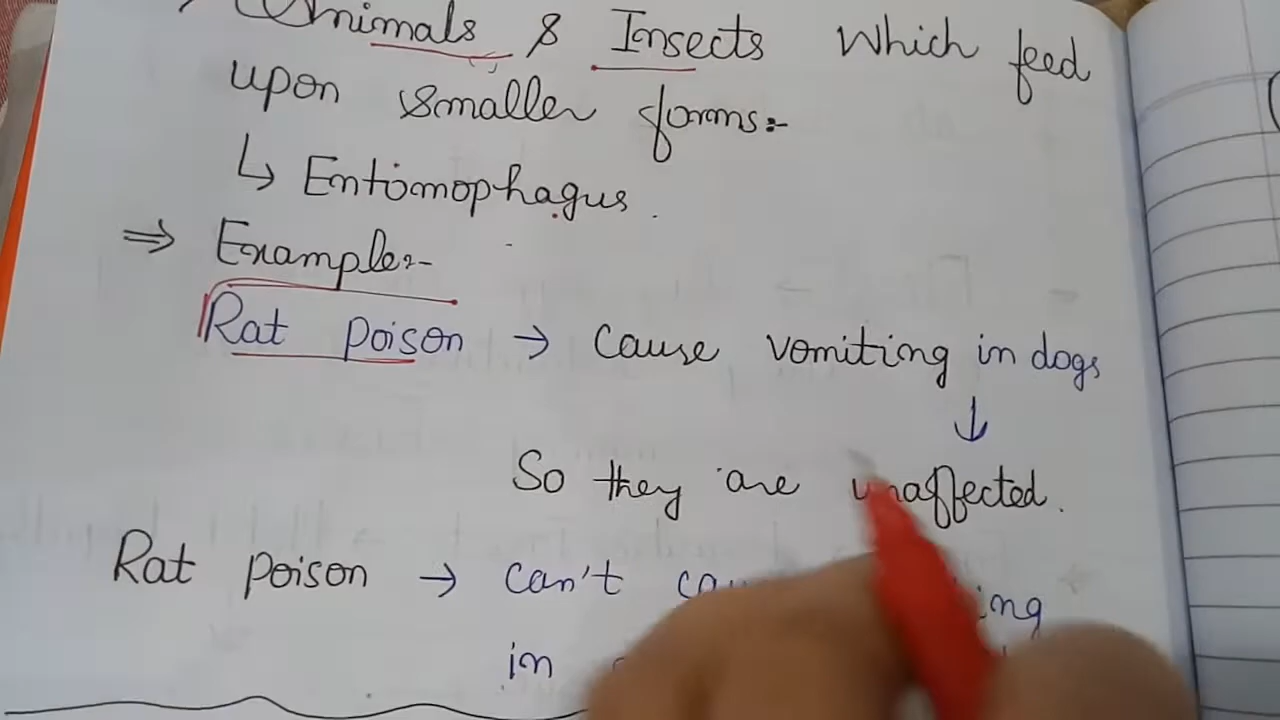 Animals & Insects Which feed
upon smaller forms:-
↳ Entomophagus.
⇒ Example:-
Rat poison → Cause vomiting in dogs
↓
So they are unaffected.
Rat poison → can't
in